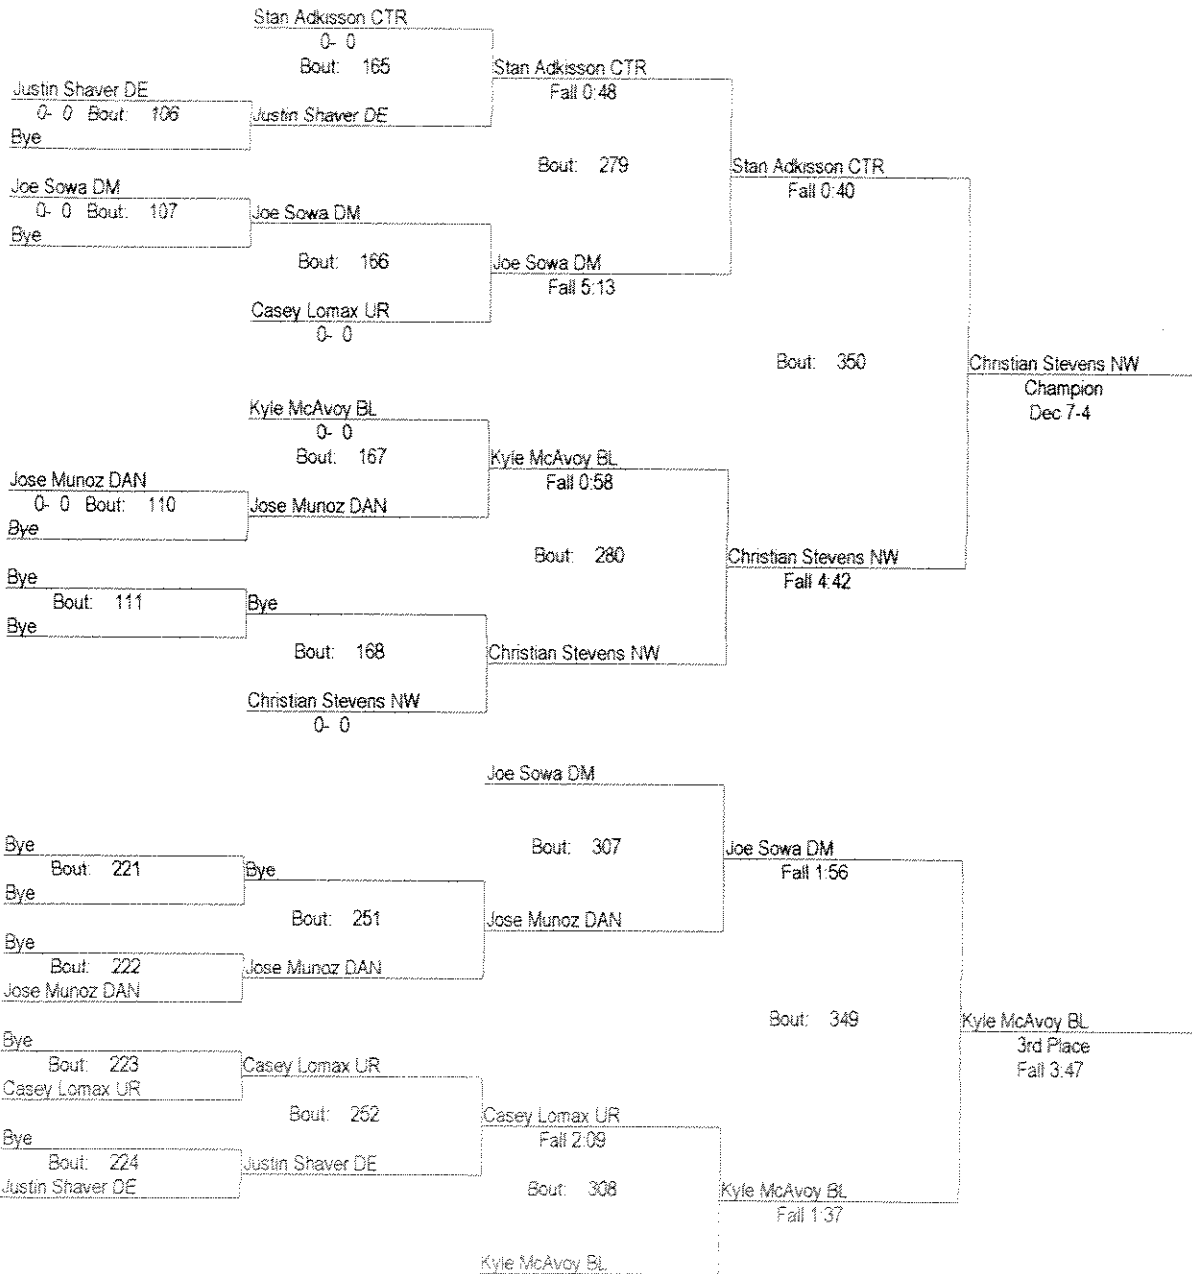 Stan Adkisson CTR
0- 0
Bout: 165
Stan Adkisson CTR
Fall 0:48
Justin Shaver DE
0- 0 Bout: 106
Justin Shaver DE
Bye
Bout: 279
Stan Adkisson CTR
Fall 0:40
Joe Sowa DM
0- 0 Bout: 107
Joe Sowa DM
Bye
Bout: 166
Joe Sowa DM
Fall 5:13
Casey Lomax UR
0- 0
Bout: 350
Christian Stevens NW
Champion
Dec 7-4
Kyle McAvoy BL
0- 0
Bout: 167
Kyle McAvoy BL
Fall 0:58
Jose Munoz DAN
0- 0 Bout: 110
Jose Munoz DAN
Bye
Bout: 280
Christian Stevens NW
Fall 4:42
Bye
Bout: 111
Bye
Bye
Bout: 168
Christian Stevens NW
Christian Stevens NW
0- 0
Joe Sowa DM
Bout: 307
Joe Sowa DM
Fall 1:56
Bye
Bout: 221
Bye
Bye
Bout: 251
Jose Munoz DAN
Bye
Bout: 222
Jose Munoz DAN
Jose Munoz DAN
Bout: 349
Kyle McAvoy BL
3rd Place
Fall 3:47
Bye
Bout: 223
Casey Lomax UR
Casey Lomax UR
Bout: 252
Casey Lomax UR
Fall 2:09
Bye
Bout: 224
Justin Shaver DE
Justin Shaver DE
Bout: 308
Kyle McAvoy BL
Fall 1:37
Kyle McAvoy BL